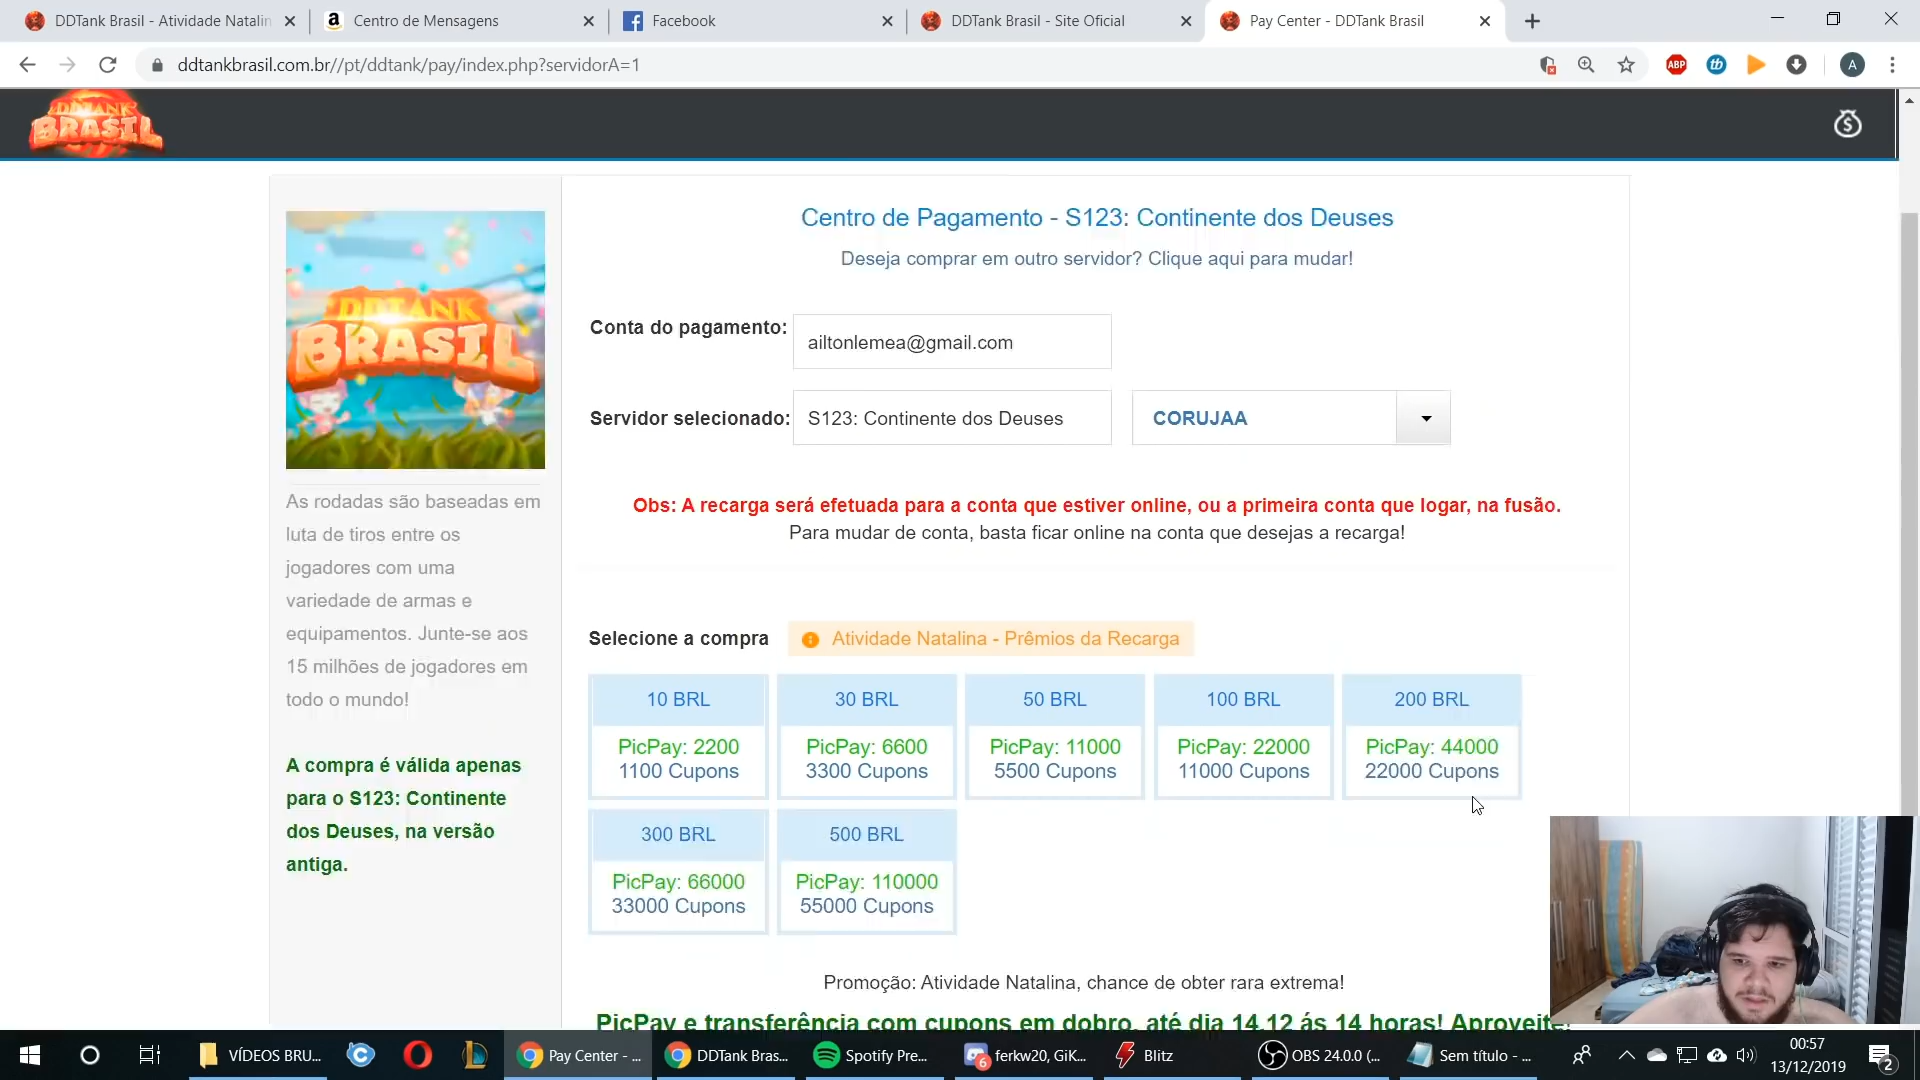 DDTank Brasil - Atividade Natalin
Centro de Mensagens
Facebook
DDTank Brasil - Site Oficial
Pay Center - DDTank Brasil
ddtankbrasil.com.br//pt/ddtank/pay/index.php?servidorA=1
ABP
tb
A
DDTANK
BRASIL
DDTANK
BRASIL
As rodadas são baseadas em
luta de tiros entre os
jogadores com uma
variedade de armas e
equipamentos. Junte-se aos
15 milhões de jogadores em
todo o mundo!
A compra é válida apenas
para o S123: Continente
dos Deuses, na versão
antiga.
Centro de Pagamento - S123: Continente dos Deuses
Deseja comprar em outro servidor? Clique aqui para mudar!
Conta do pagamento:
ailtonlemea@gmail.com
Servidor selecionado:
S123: Continente dos Deuses
CORUJAA
Obs: A recarga será efetuada para a conta que estiver online, ou a primeira conta que logar, na fusão.
Para mudar de conta, basta ficar online na conta que desejas a recarga!
Selecione a compra
Atividade Natalina - Prêmios da Recarga
10 BRL
PicPay: 2200
1100 Cupons
30 BRL
PicPay: 6600
3300 Cupons
50 BRL
PicPay: 11000
5500 Cupons
100 BRL
PicPay: 22000
11000 Cupons
200 BRL
PicPay: 44000
22000 Cupons
300 BRL
PicPay: 66000
33000 Cupons
500 BRL
PicPay: 110000
55000 Cupons
Promoção: Atividade Natalina, chance de obter rara extrema!
PicPay e transferência com cupons em dobro, até dia 14.12 ás 14 horas! Aproveite!
VÍDEOS BRU...
Pay Center - ...
DDTank Bras...
Spotify Pre...
6
ferkw20, GiK...
Blitz
OBS 24.0.0 (...
Sem título - ...
00:57
13/12/2019
2